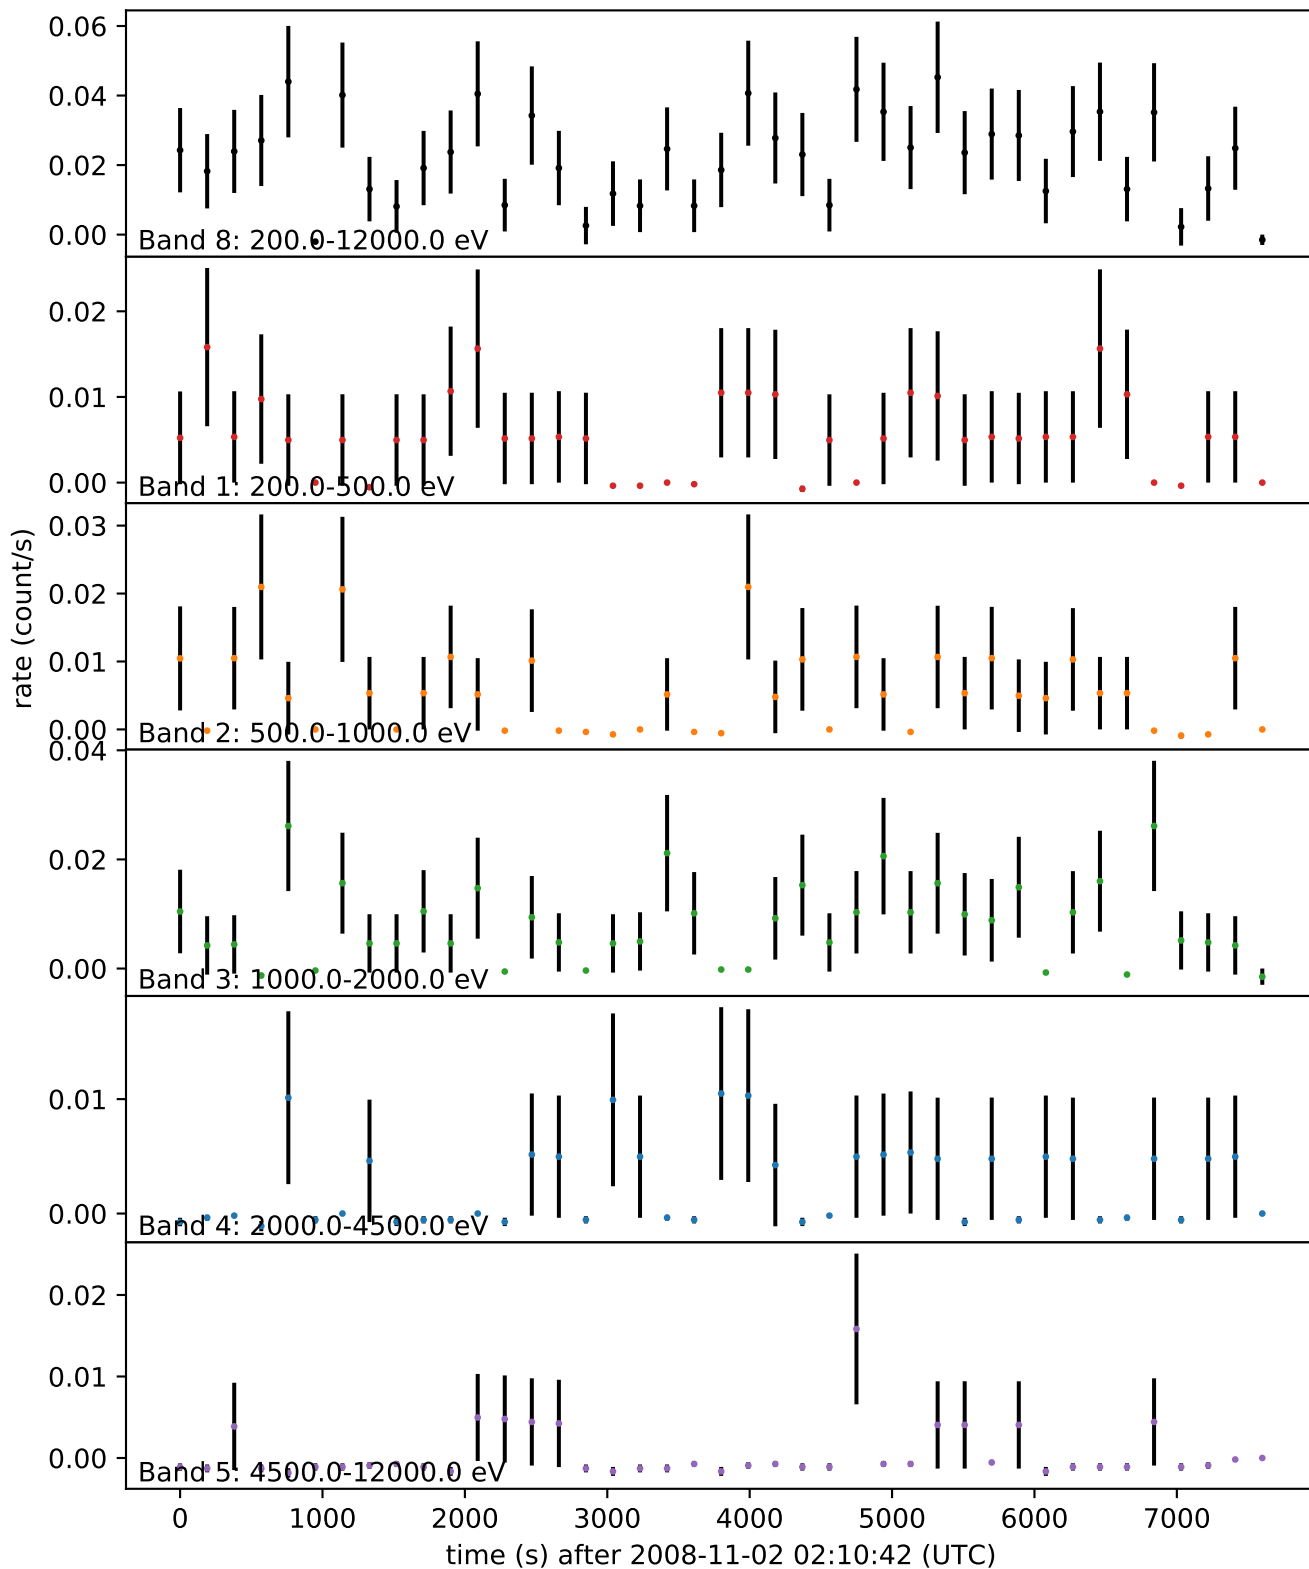 0.06
0.04
0.02
0.00
Band 8: 200.0-12000.0 eV
0.02
0.01
0.00
Band 1: 200.0-500.0 eV
0.03
0.02
0.01
0.00
Band 2: 500.0-1000.0 eV
rate (count/s)
0.04
0.02
0.00
Band 3: 1000.0-2000.0 eV
0.01
0.00
Band 4: 2000.0-4500.0 eV
0.02
0.01
0.00
Band 5: 4500.0-12000.0 eV
0 1000 2000 3000 4000 5000 6000 7000
time (s) after 2008-11-02 02:10:42 (UTC)